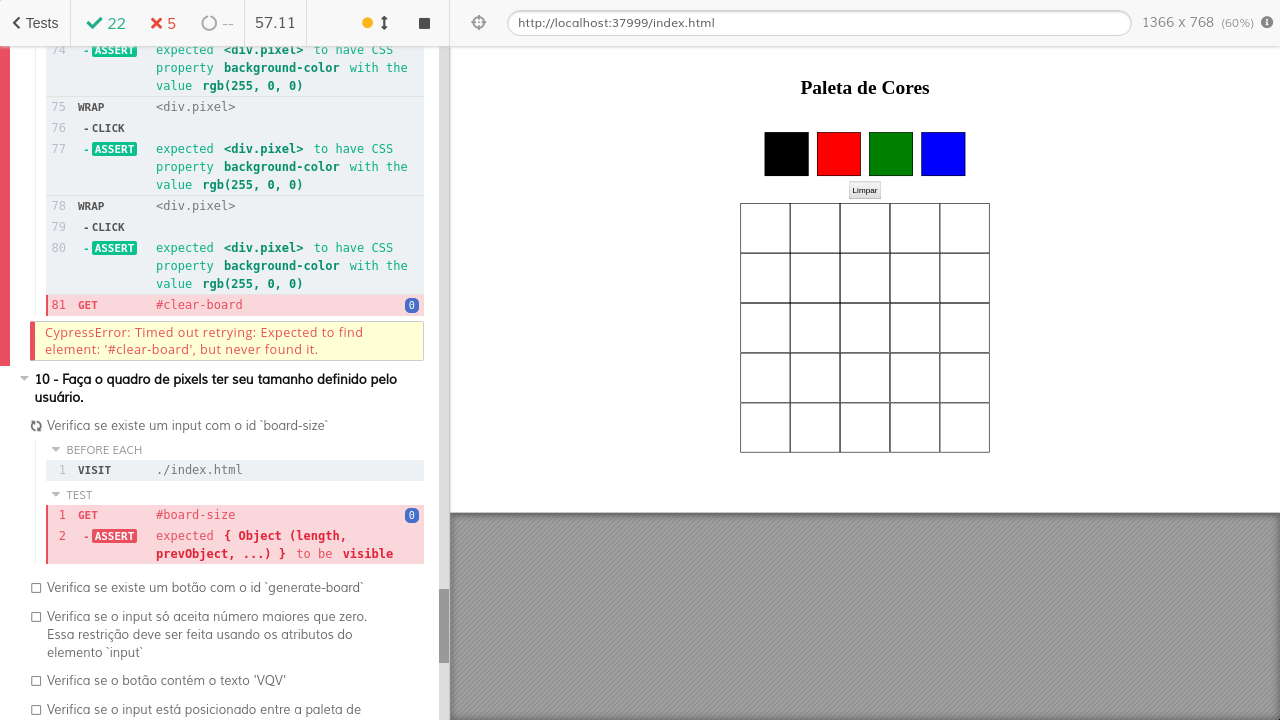 Tests 22 5 -- 57.11
http://localhost:37999/index.html 1366 x 768 (60%)
74 - ASSERT expected <div.pixel> to have CSS
property background-color with the
value rgb(255, 0, 0)
75 WRAP <div.pixel>
76 - CLICK
77 - ASSERT expected <div.pixel> to have CSS
property background-color with the
value rgb(255, 0, 0)
78 WRAP <div.pixel>
79 - CLICK
80 - ASSERT expected <div.pixel> to have CSS
property background-color with the
value rgb(255, 0, 0)
81 GET #clear-board 0
CypressError: Timed out retrying: Expected to find
element: '#clear-board', but never found it.
10 - Faça o quadro de pixels ter seu tamanho definido pelo
usuário.
Verifica se existe um input com o id `board-size`
BEFORE EACH
1 VISIT ./index.html
TEST
1 GET #board-size 0
2 - ASSERT expected { Object (length,
prevObject, ...) } to be visible
Verifica se existe um botão com o id `generate-board`
Verifica se o input só aceita número maiores que zero.
Essa restrição deve ser feita usando os atributos do
elemento `input`
Verifica se o botão contém o texto 'VQV'
Verifica se o input está posicionado entre a paleta de
Paleta de Cores
Limpar